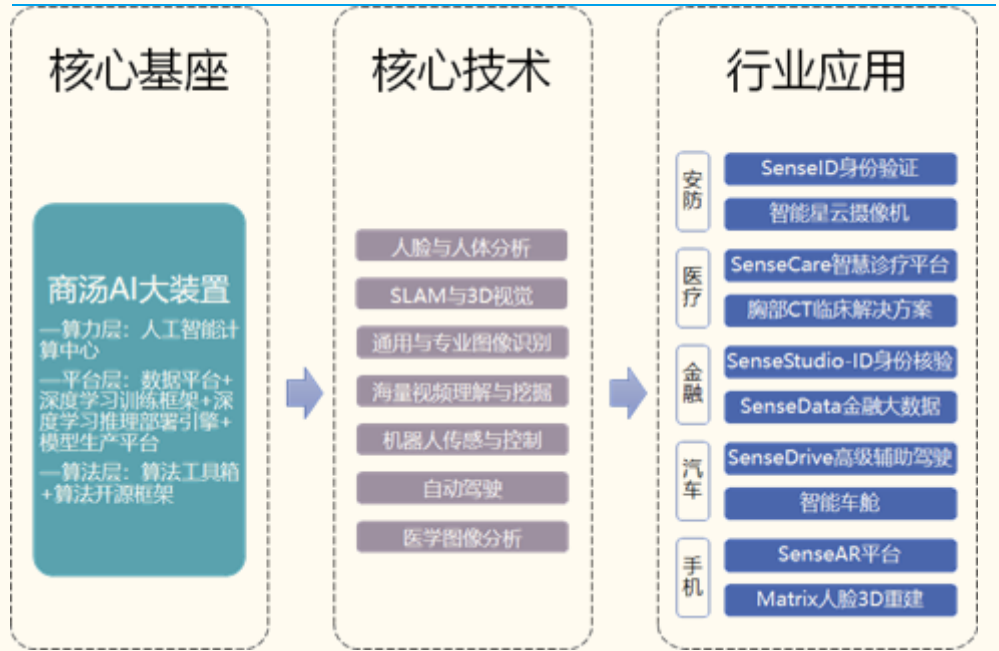 核心基座
商汤AI大装置
—算力层：人工智能计
算中心
—平台层：数据平台+
深度学习训练框架+深
度学习推理部署引擎+
模型生产平台
—算法层：算法工具箱
+算法开源框架
核心技术
人脸与人体分析
SLAM与3D视觉
通用与专业图像识别
海量视频理解与挖掘
机器人传感与控制
自动驾驶
医学图像分析
行业应用
安防
SenseID身份验证
智能星云摄像机
医疗
SenseCare智慧诊疗平台
胸部CT临床解决方案
金融
SenseStudio-ID身份核验
SenseData金融大数据
汽车
SenseDrive高级辅助驾驶
智能车舱
手机
SenseAR平台
Matrix人脸3D重建